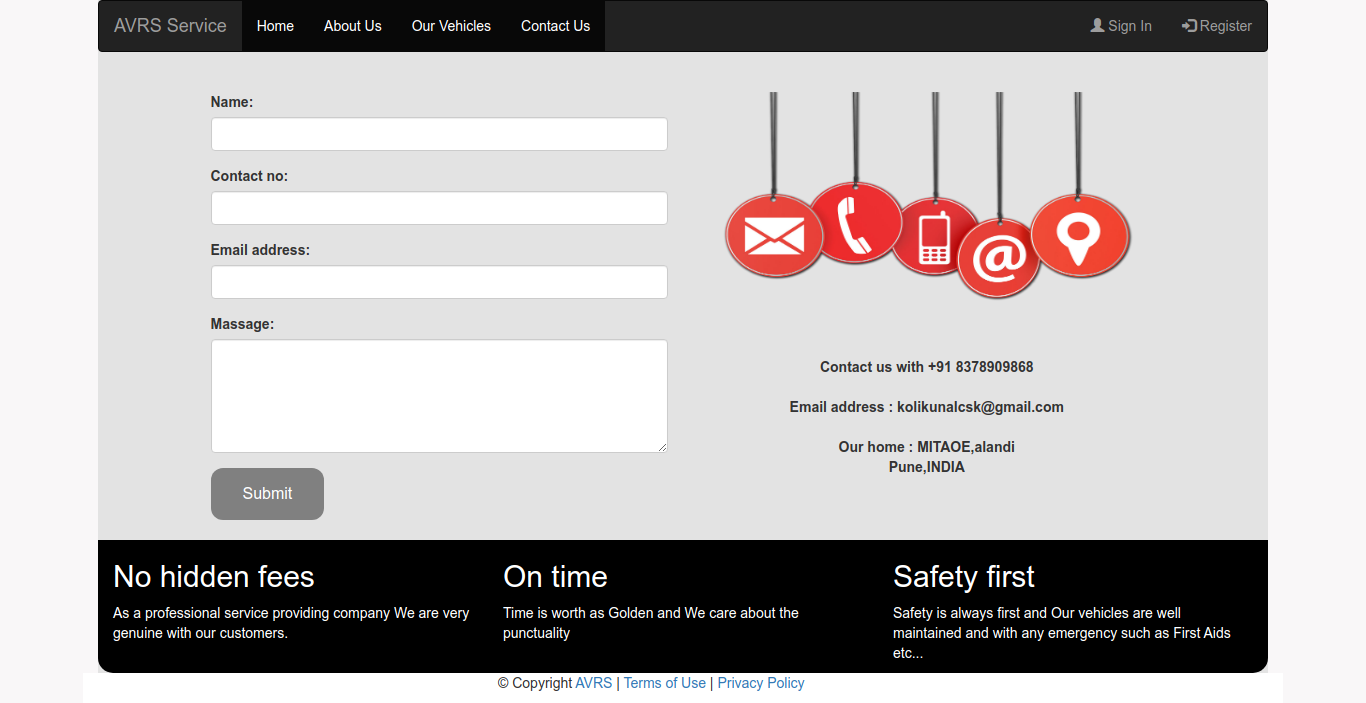 AVRS Service Home About Us Our Vehicles Contact Us Sign In Register
Name:
Contact no:
Email address:
Massage:
Submit
@
Contact us with +91 8378909868
Email address : kolikunalcsk@gmail.com
Our home : MITAOE,alandi
Pune,INDIA
No hidden fees
As a professional service providing company We are very
genuine with our customers.
On time
Time is worth as Golden and We care about the
punctuality
Safety first
Safety is always first and Our vehicles are well
maintained and with any emergency such as First Aids
etc...
© Copyright AVRS | Terms of Use | Privacy Policy